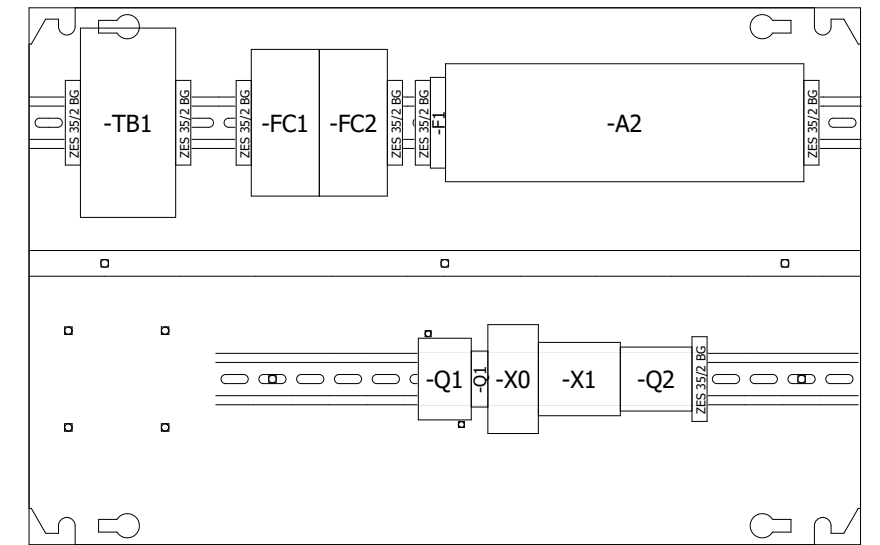 ZES 35/2 BG
-TB1
ZES 35/2 BG
ZES 35/2 BG
-FC1
-FC2
ZES 35/2 BG
ZES 35/2 BG
-F1
-A2
ZES 35/2 BG
-Q1
-Q1
-X0
-X1
-Q2
ZES 35/2 BG